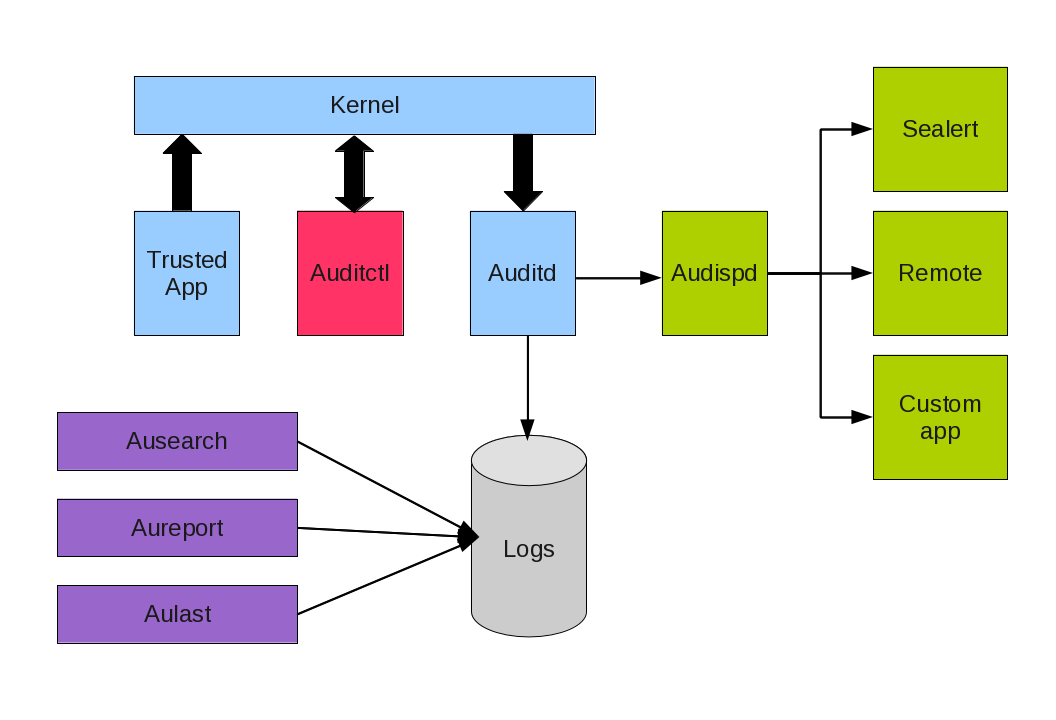 Kernel
Sealert
Trusted
App
Auditctl
Auditd
Audispd
Remote
Custom
app
Ausearch
Aureport
Logs
Aulast